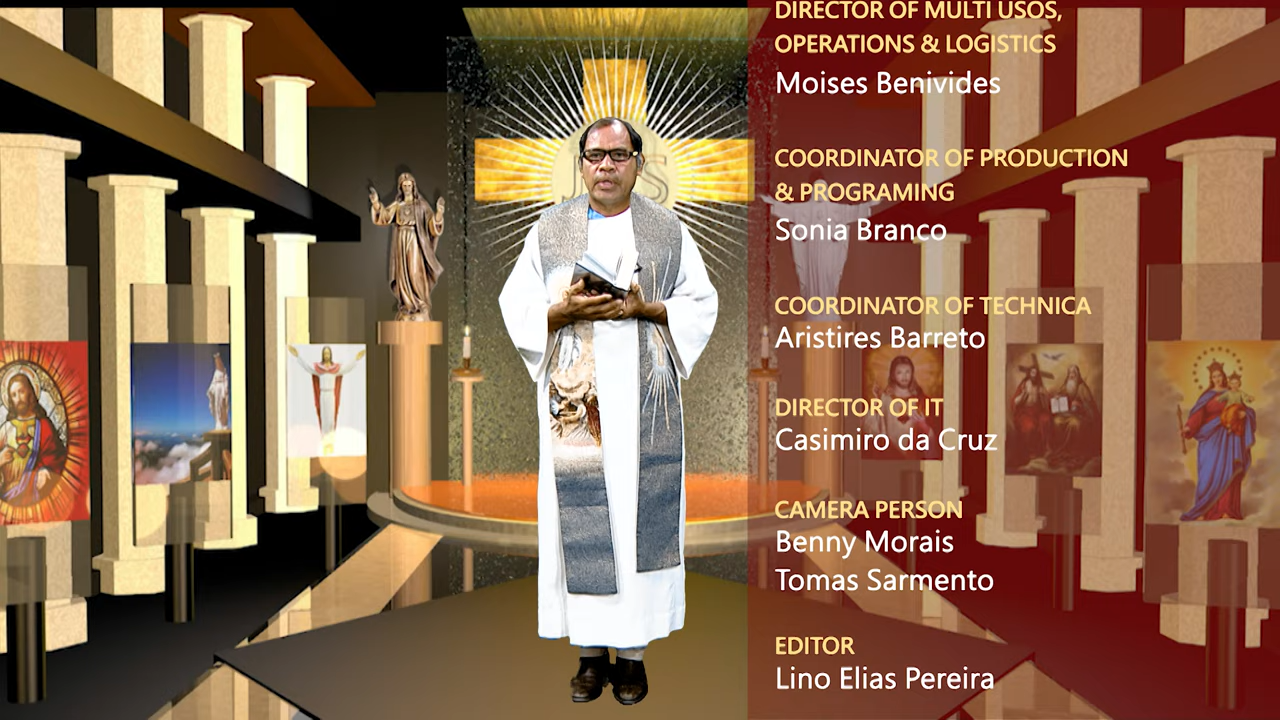 DIRECTOR OF MULTI USOS,
OPERATIONS & LOGISTICS
Moises Benivides
COORDINATOR OF PRODUCTION
& PROGRAMING
Sonia Branco
COORDINATOR OF TECHNICA
Aristires Barreto
DIRECTOR OF IT
Casimiro da Cruz
CAMERA PERSON
Benny Morais
Tomas Sarmento
EDITOR
Lino Elias Pereira